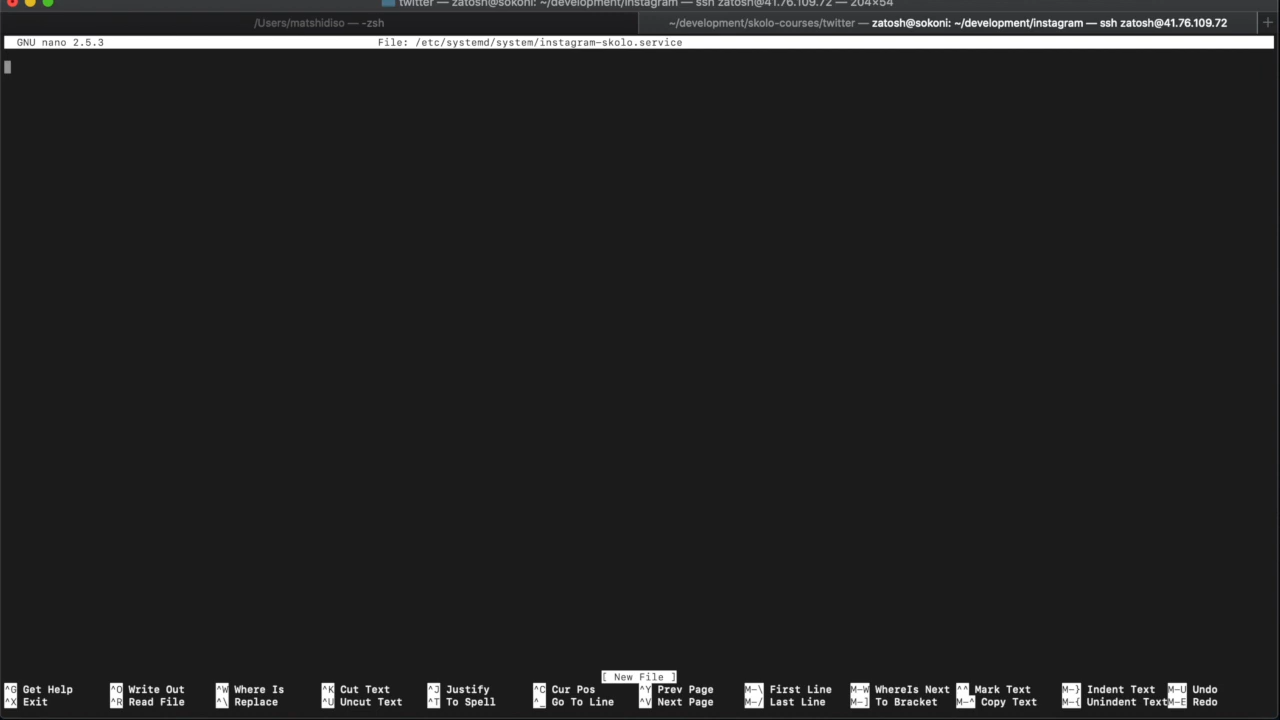 twitter — zatosh@sokoni: ~/development/instagram — ssh zatosh@41.76.109.72 — 204×54
/Users/matshidiso — -zsh
~/development/skolo-courses/twitter — zatosh@sokoni: ~/development/instagram — ssh zatosh@41.76.109.72 +
GNU nano 2.5.3 File: /etc/systemd/system/instagram-skolo.service
[ New File ]
^G Get Help ^O Write Out ^W Where Is ^K Cut Text ^J Justify ^C Cur Pos ^Y Prev Page M-\ First Line M-W WhereIs Next ^^ Mark Text M-} Indent Text M-U Undo
^X Exit ^R Read File ^\ Replace ^U Uncut Text ^T To Spell ^_ Go To Line ^V Next Page M-/ Last Line M-] To Bracket M-^ Copy Text M-{ Unindent Text M-E Redo